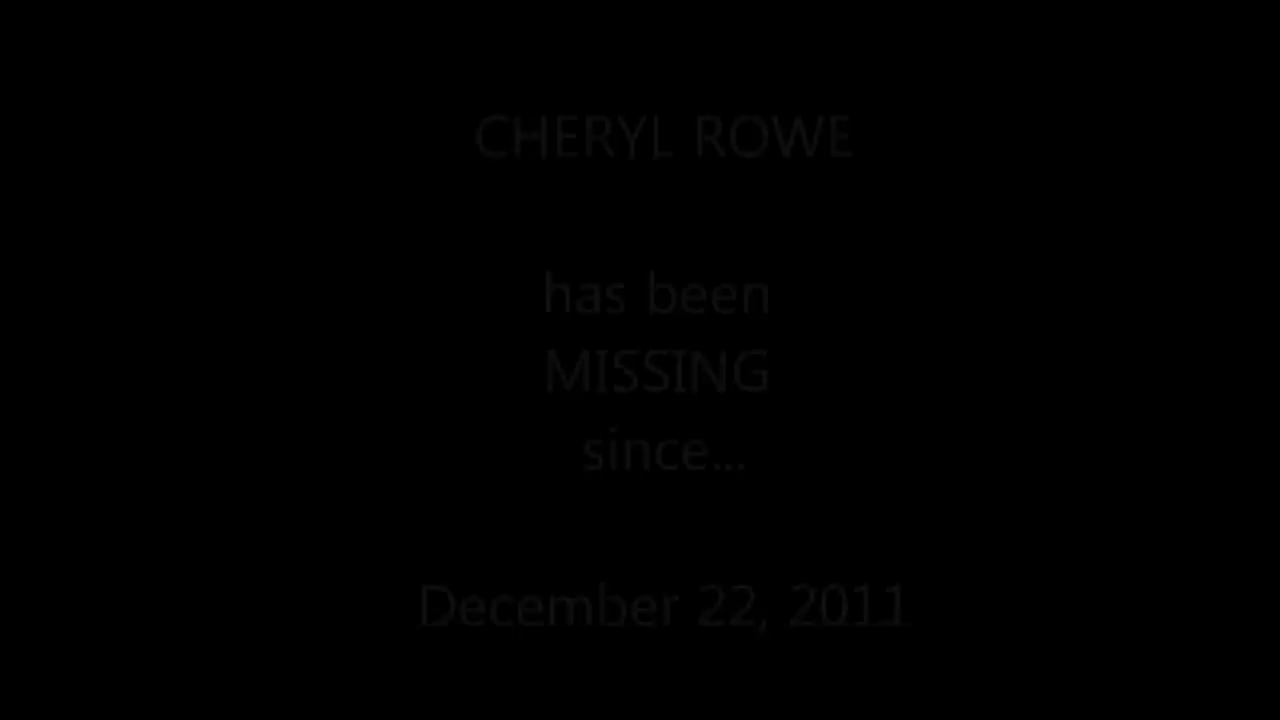 CHERYL ROWE
has been
MISSING
since...
December 22, 2011